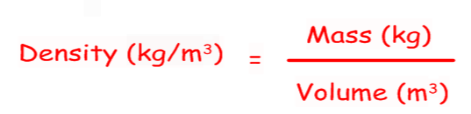 Mass (kg)
Density (kg/m³) =
Volume (m³)